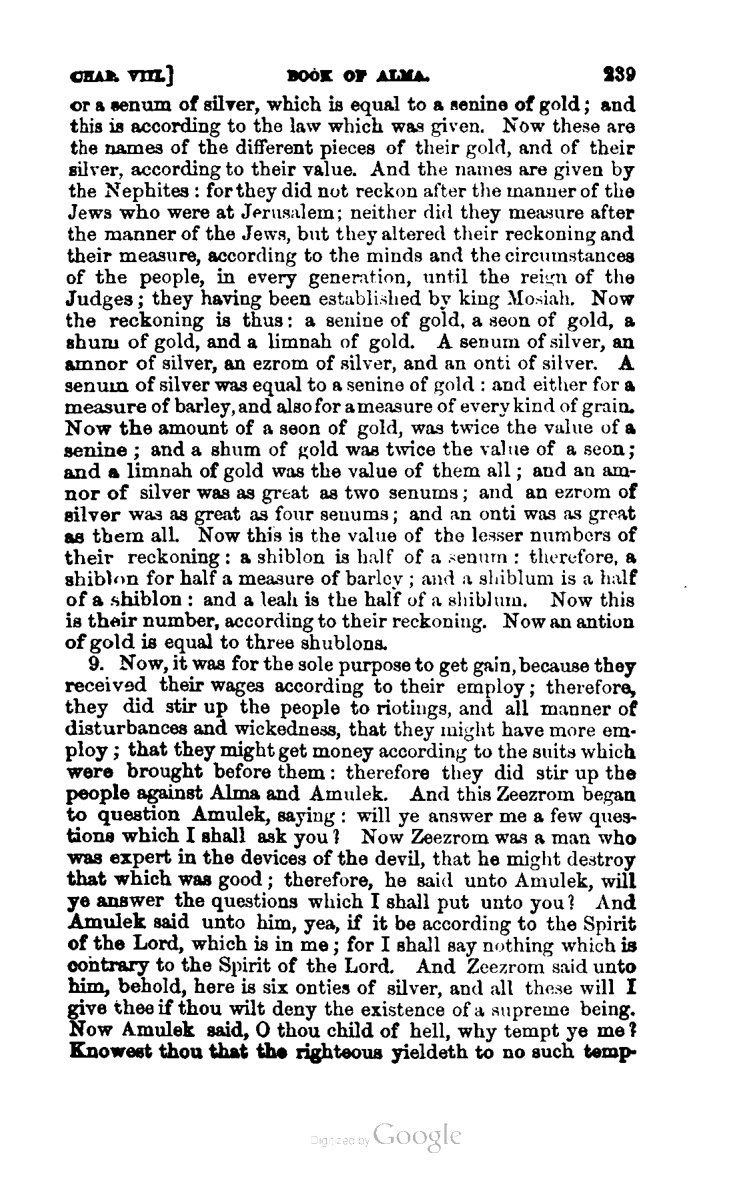 CHAP. VIII.] BOOK OF ALMA. 239
or a senum of silver, which is equal to a senine of gold; and
this is according to the law which was given. Now these are
the names of the different pieces of their gold, and of their
silver, according to their value. And the names are given by
the Nephites: for they did not reckon after the manner of the
Jews who were at Jerusalem; neither did they measure after
the manner of the Jews, but they altered their reckoning and
their measure, according to the minds and the circumstances
of the people, in every generation, until the reign of the
Judges; they having been established by king Mosiah. Now
the reckoning is thus: a senine of gold, a seon of gold, a
shum of gold, and a limnah of gold. A senum of silver, an
amnor of silver, an ezrom of silver, and an onti of silver. A
senum of silver was equal to a senine of gold: and either for a
measure of barley, and also for a measure of every kind of grain.
Now the amount of a seon of gold, was twice the value of a
senine; and a shum of gold was twice the value of a seon;
and a limnah of gold was the value of them all; and an am-
nor of silver was as great as two senums; and an ezrom of
silver was as great as four senums; and an onti was as great
as them all. Now this is the value of the lesser numbers of
their reckoning: a shiblon is half of a senum: therefore, a
shiblon for half a measure of barley; and a shiblum is a half
of a shiblon: and a leah is the half of a shiblum. Now this
is their number, according to their reckoning. Now an antion
of gold is equal to three shublons.
9. Now, it was for the sole purpose to get gain, because they
received their wages according to their employ; therefore,
they did stir up the people to riotings, and all manner of
disturbances and wickedness, that they might have more em-
ploy; that they might get money according to the suits which
were brought before them: therefore they did stir up the
people against Alma and Amulek. And this Zeezrom began
to question Amulek, saying: will ye answer me a few ques-
tions which I shall ask you? Now Zeezrom was a man who
was expert in the devices of the devil, that he might destroy
that which was good; therefore, he said unto Amulek, will
ye answer the questions which I shall put unto you? And
Amulek said unto him, yea, if it be according to the Spirit
of the Lord, which is in me; for I shall say nothing which is
contrary to the Spirit of the Lord. And Zeezrom said unto
him, behold, here is six onties of silver, and all these will I
give thee if thou wilt deny the existence of a supreme being.
Now Amulek said, O thou child of hell, why tempt ye me?
Knowest thou that the righteous yieldeth to no such temp-
Digitized by Google